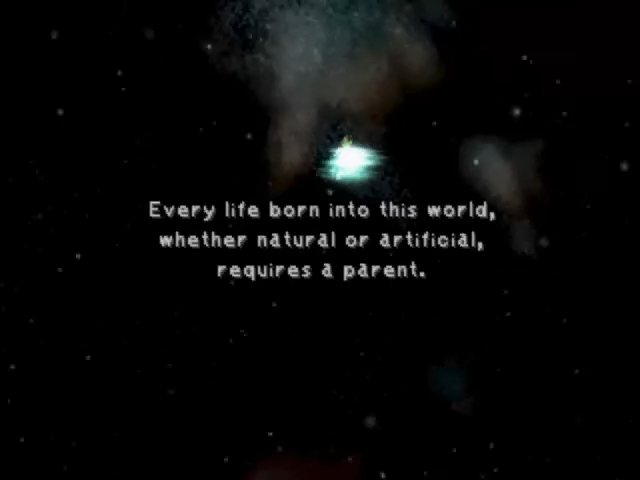 Every life born into this world,
whether natural or artificial,
requires a parent.